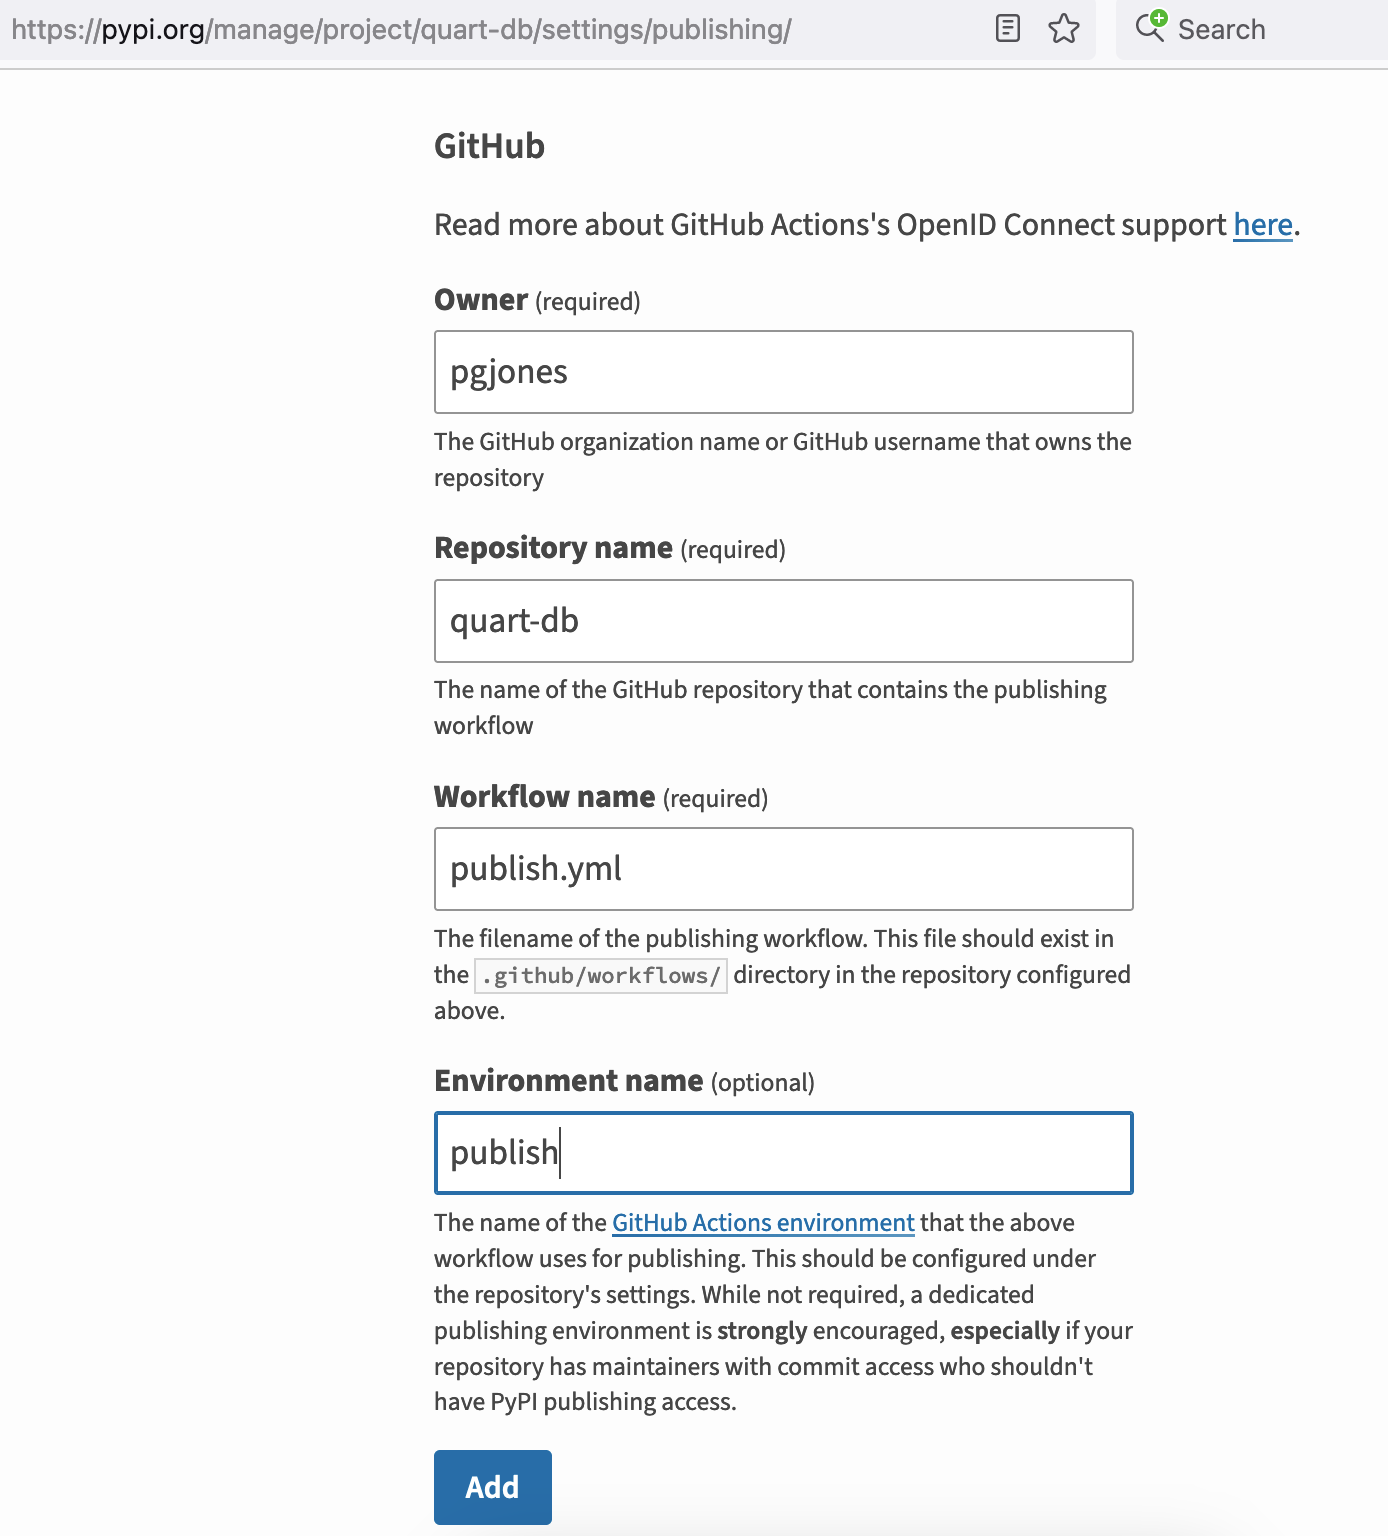 https://pypi.org/manage/project/quart-db/settings/publishing/
Search
GitHub
Read more about GitHub Actions's OpenID Connect support here.
Owner (required)
pgjones
The GitHub organization name or GitHub username that owns the
repository
Repository name (required)
quart-db
The name of the GitHub repository that contains the publishing
workflow
Workflow name (required)
publish.yml
The filename of the publishing workflow. This file should exist in
the .github/workflows/ directory in the repository configured
above.
Environment name (optional)
publish
The name of the GitHub Actions environment that the above
workflow uses for publishing. This should be configured under
the repository's settings. While not required, a dedicated
publishing environment is strongly encouraged, especially if your
repository has maintainers with commit access who shouldn't
have PyPI publishing access.
Add